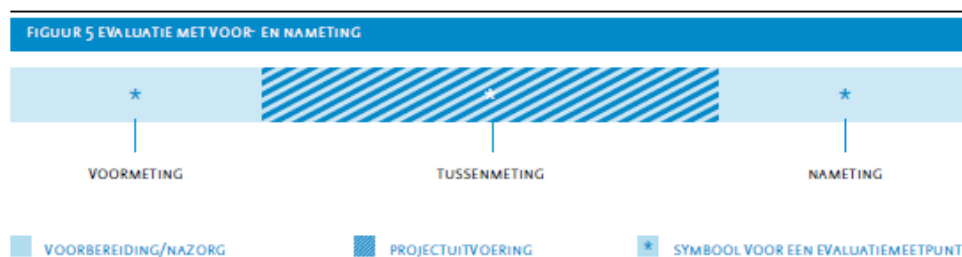 FIGUUR 5 EVALUATIE MET VOOR- EN NAMETING
* * *
VOORMETING TUSSENMETING NAMETING
VOORBEREIDING/NAZORG PROJECTUITVOERING * SYMBOOL VOOR EEN EVALUATIEMEETPUNT